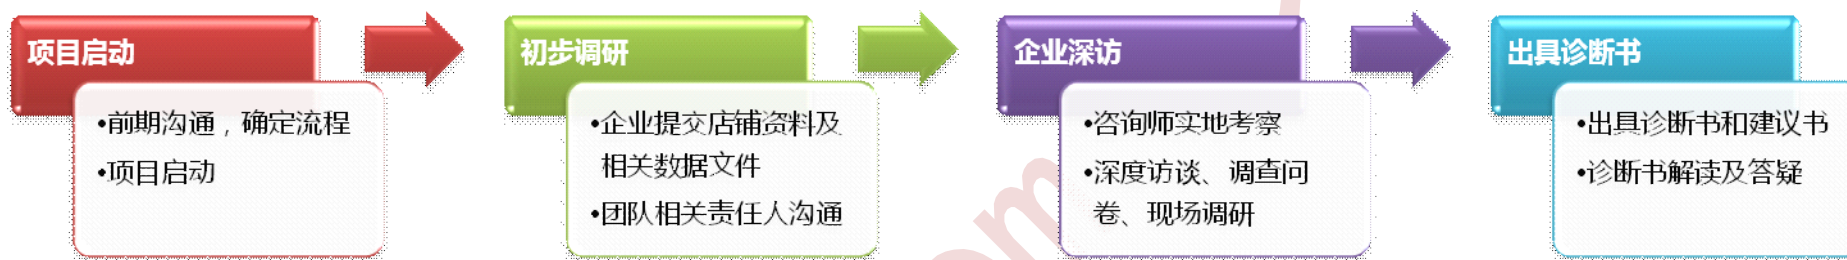 项目启动
•前期沟通，确定流程
•项目启动
初步调研
•企业提交店铺资料及
相关数据文件
•团队相关责任人沟通
企业深访
•咨询师实地考察
•深度访谈、调查问
卷、现场调研
出具诊断书
•出具诊断书和建议书
•诊断书解读及答疑
om